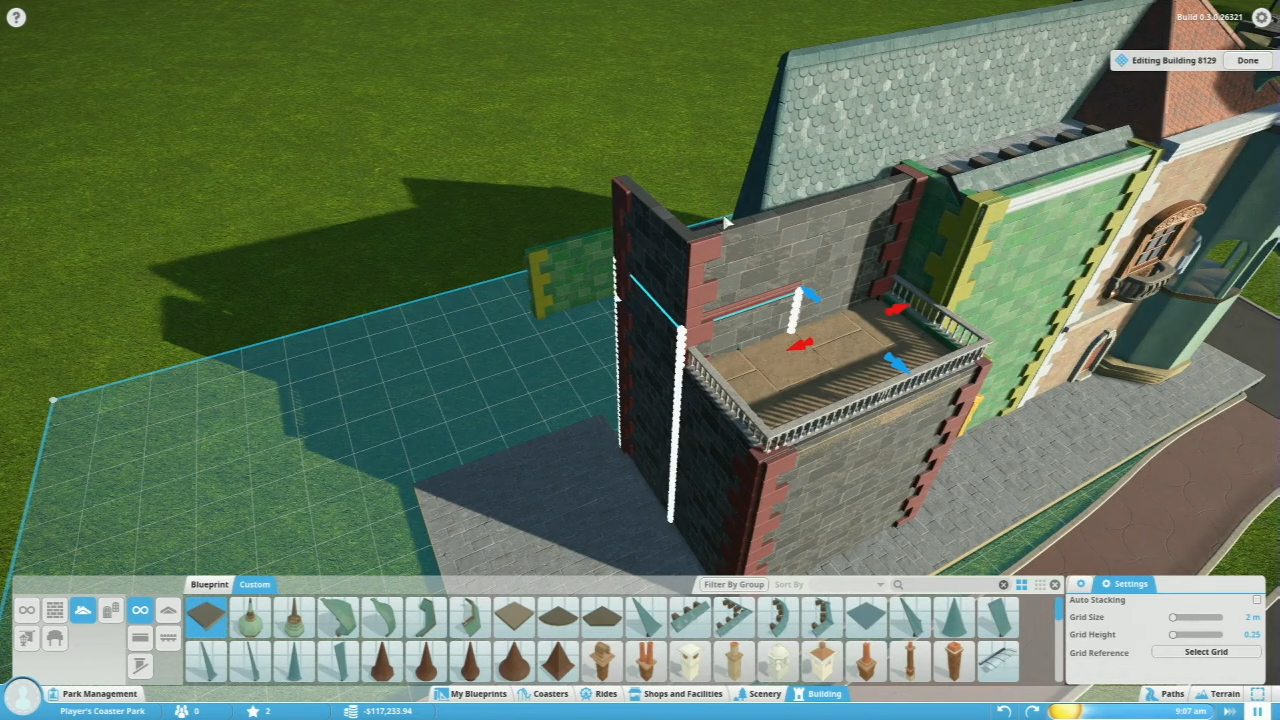 ?
Build 0.3.0.26321
Editing Building 8129
Done
Blueprint
Custom
Filter By Group
Sort By
Settings
Auto Stacking
Grid Size
2 m
Grid Height
0.25
Grid Reference
Select Grid
Park Management
My Blueprints
Coasters
Rides
Shops and Facilities
Scenery
Building
Paths
Terrain
Player's Coaster Park
0
2
-$117,233.94
9:07 am